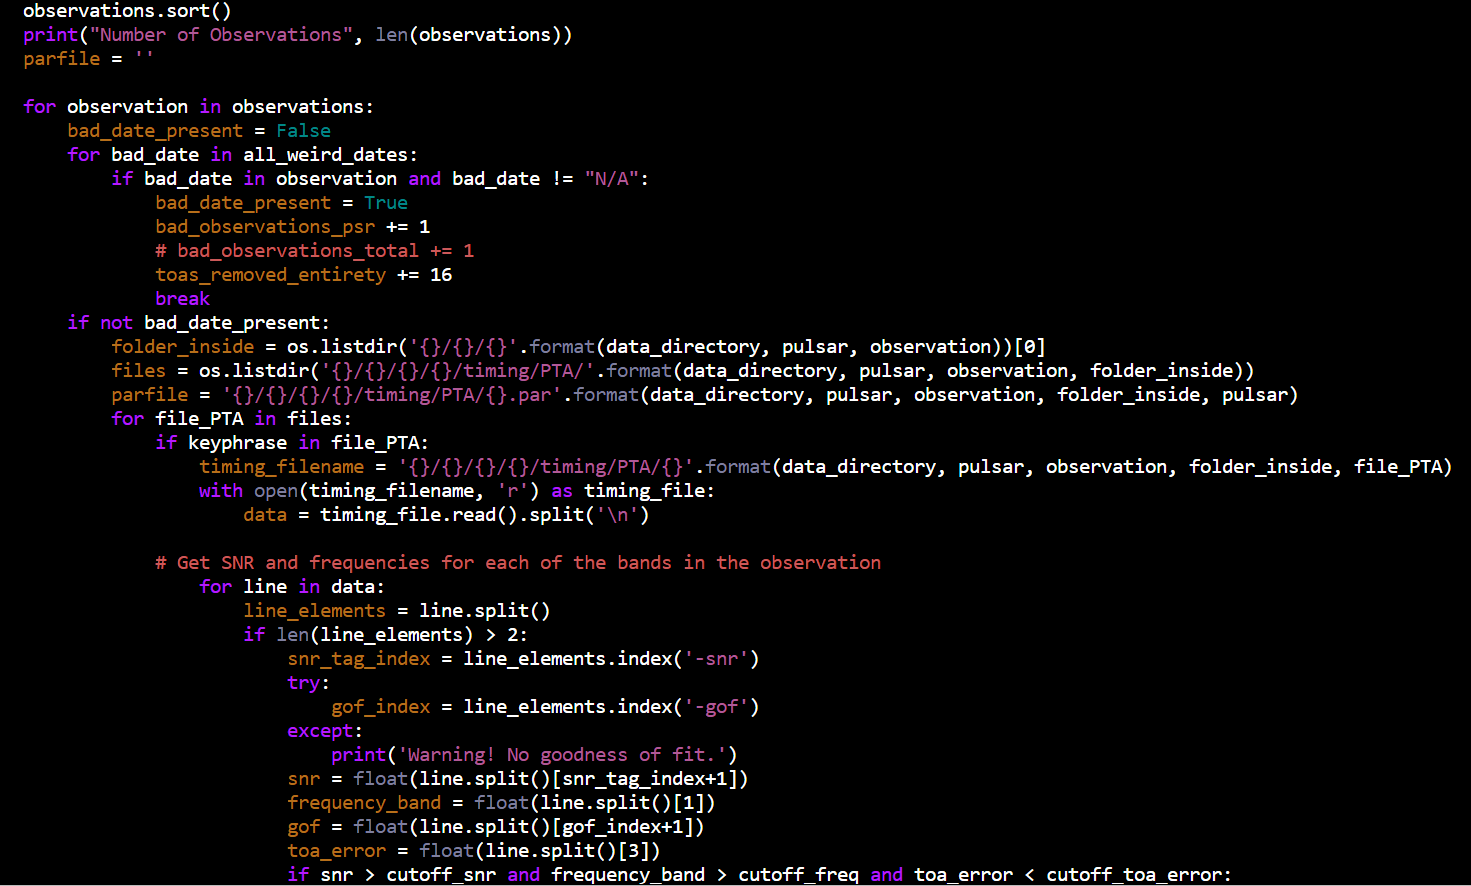 observations.sort()
print("Number of Observations", len(observations))
parfile = ''

for observation in observations:
    bad_date_present = False
    for bad_date in all_weird_dates:
        if bad_date in observation and bad_date != "N/A":
            bad_date_present = True
            bad_observations_psr += 1
            # bad_observations_total += 1
            toas_removed_entirety += 16
            break
    if not bad_date_present:
        folder_inside = os.listdir('{}/{}/{}'.format(data_directory, pulsar, observation))[0]
        files = os.listdir('{}/{}/{}/{}/timing/PTA/'.format(data_directory, pulsar, observation, folder_inside))
        parfile = '{}/{}/{}/{}/timing/PTA/{}.par'.format(data_directory, pulsar, observation, folder_inside, pulsar)
        for file_PTA in files:
            if keyphrase in file_PTA:
                timing_filename = '{}/{}/{}/{}/timing/PTA/{}'.format(data_directory, pulsar, observation, folder_inside, file_PTA)
                with open(timing_filename, 'r') as timing_file:
                    data = timing_file.read().split('\n')

            # Get SNR and frequencies for each of the bands in the observation
                for line in data:
                    line_elements = line.split()
                    if len(line_elements) > 2:
                        snr_tag_index = line_elements.index('-snr')
                        try:
                            gof_index = line_elements.index('-gof')
                        except:
                            print('Warning! No goodness of fit.')
                        snr = float(line.split()[snr_tag_index+1])
                        frequency_band = float(line.split()[1])
                        gof = float(line.split()[gof_index+1])
                        toa_error = float(line.split()[3])
                        if snr > cutoff_snr and frequency_band > cutoff_freq and toa_error < cutoff_toa_error: